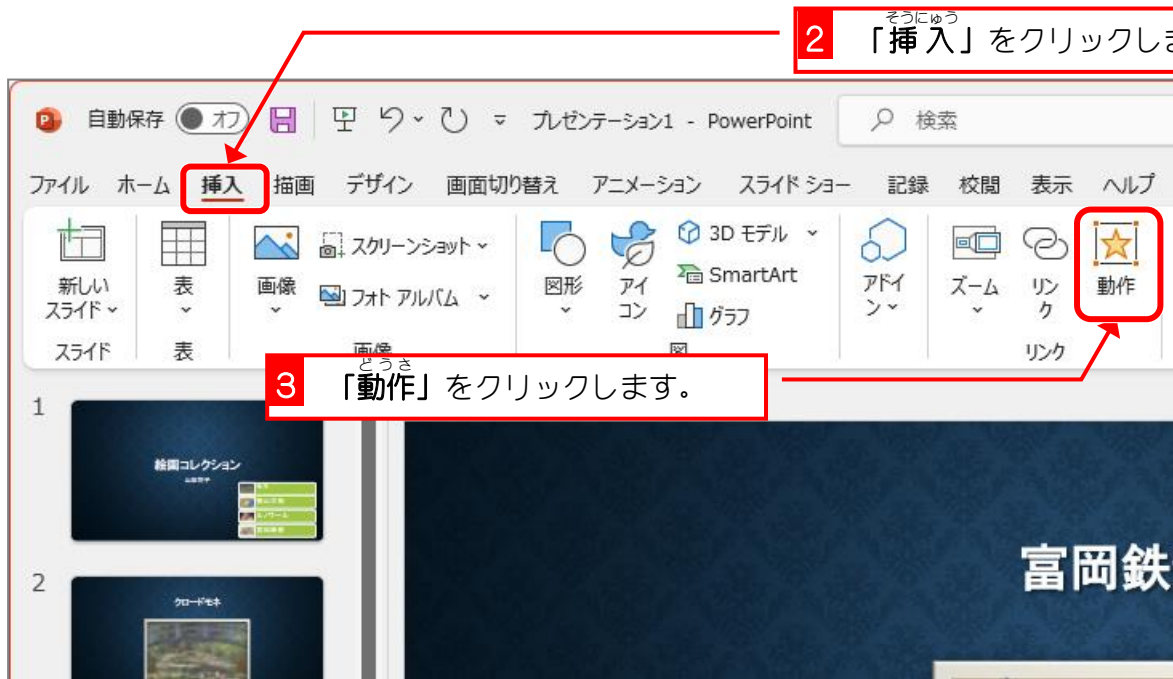 そうにゅう
2 「挿入」をクリックしま
自動保存 オフ プレゼンテーション1 - PowerPoint 検索
ファイル ホーム 挿入 描画 デザイン 画面切り替え アニメーション スライド ショー 記録 校閲 表示 ヘルプ
新しい
スライド
表
画像
スクリーンショット
フォト アルバム
図形
アイ
コン
3D モデル
SmartArt
グラフ
アドイ
ン
ズーム
リン
ク
動作
スライド 表 画像 図 リンク
どうさ
3 「動作」をクリックします。
1
絵画コレクション
2
クロードモネ
富岡鉄